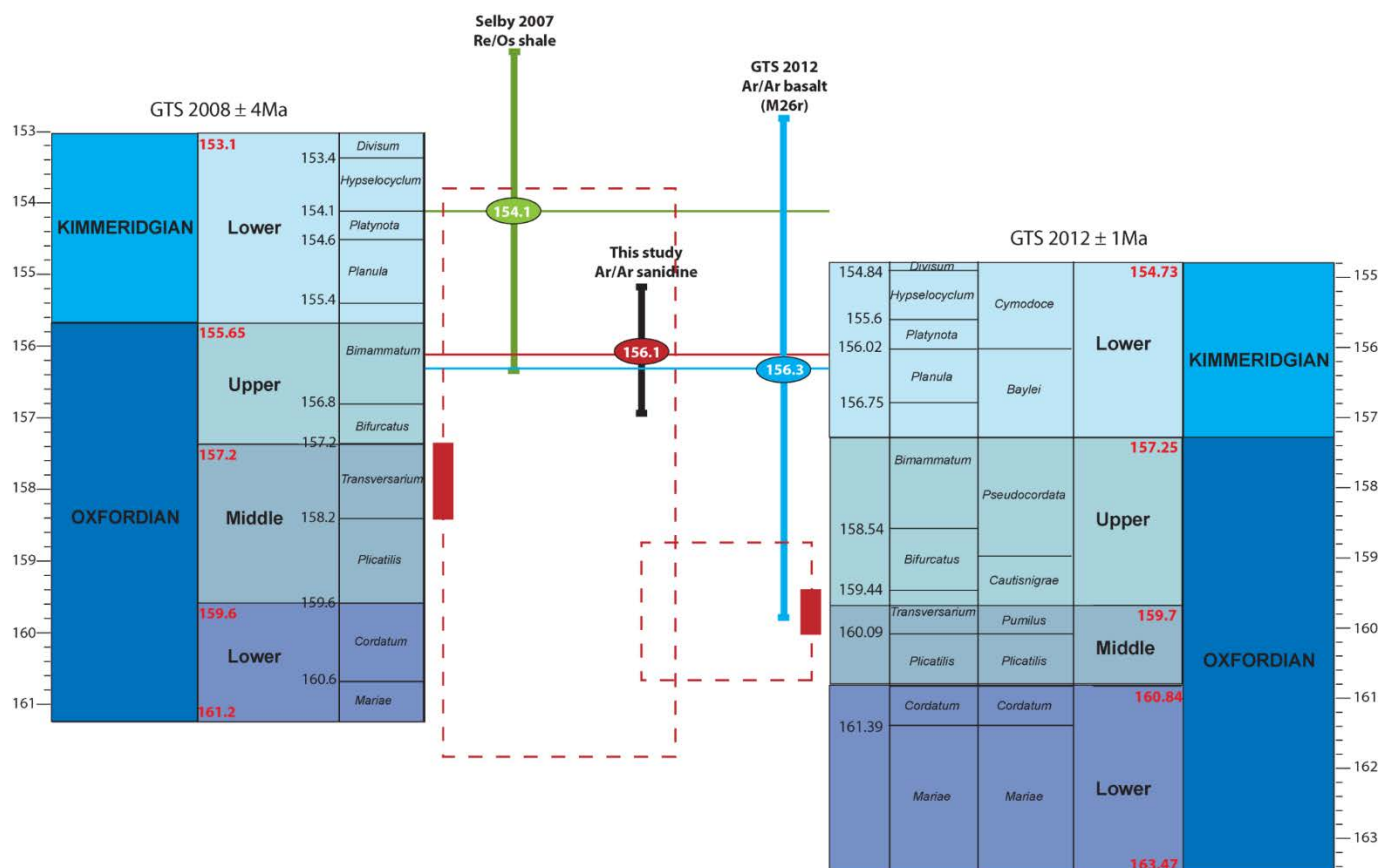 Selby 2007
Re/Os shale
GTS 2012
Ar/Ar basalt
(M26r)
This study
Ar/Ar sanidine
154.1
156.1
156.3
GTS 2008 ± 4Ma
153
154
155
156
157
158
159
160
161
KIMMERIDGIAN
OXFORDIAN
153.1
Lower
155.65
Upper
157.2
Middle
159.6
Lower
161.2
153.4
154.1
154.6
155.4
156.8
157.2
158.2
159.6
160.6
Divisum
Hypselocyclum
Platynota
Planula
Bimammatum
Bifurcatus
Transversarium
Plicatilis
Cordatum
Mariae
GTS 2012 ± 1Ma
154.84
155.6
156.02
156.75
158.54
159.44
160.09
161.39
Divisum
Hypselocyclum
Platynota
Planula
Bimammatum
Bifurcatus
Transversarium
Plicatilis
Cordatum
Mariae
Cymodoce
Baylei
Pseudocordata
Cautisnigrae
Pumilus
Plicatilis
Cordatum
Mariae
154.73
Lower
157.25
Upper
159.7
Middle
160.84
Lower
163.47
KIMMERIDGIAN
OXFORDIAN
155
156
157
158
159
160
161
162
163